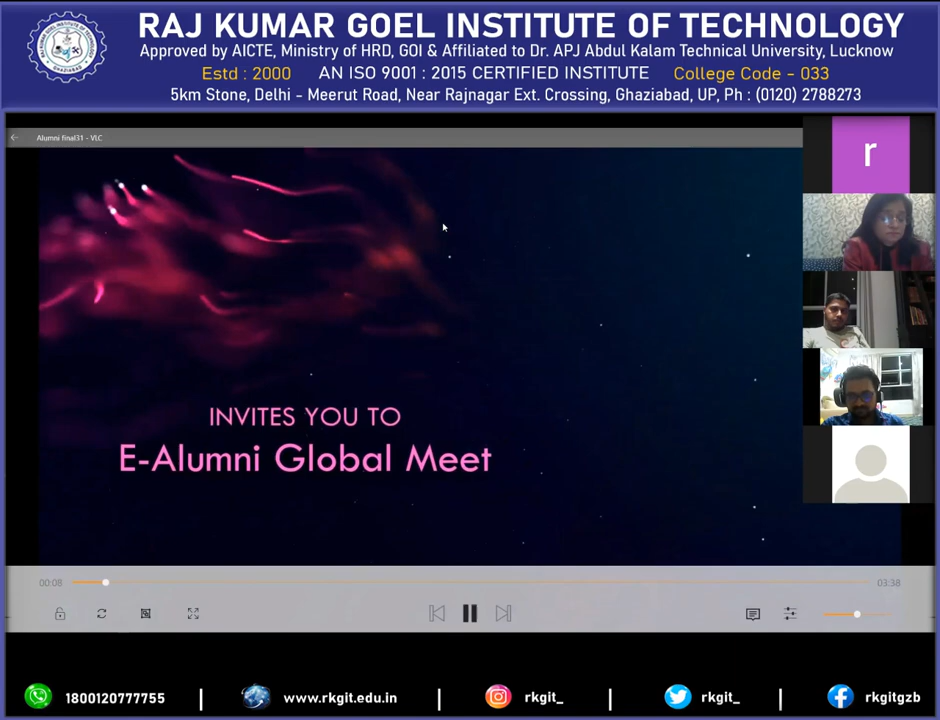 RAJ KUMAR GOEL INSTITUTE OF TECHNOLOGY
Approved by AICTE, Ministry of HRD, GOI & Affiliated to Dr. APJ Abdul Kalam Technical University, Lucknow
Estd : 2000 AN ISO 9001 : 2015 CERTIFIED INSTITUTE College Code - 033
5km Stone, Delhi - Meerut Road, Near Rajnagar Ext. Crossing, Ghaziabad, UP, Ph : (0120) 2788273
Alumni final31 - VLC
r
INVITES YOU TO
E-Alumni Global Meet
00:08 03:38
1800120777755 | www.rkgit.edu.in | rkgit_ | rkgit_ | rkgitgzb